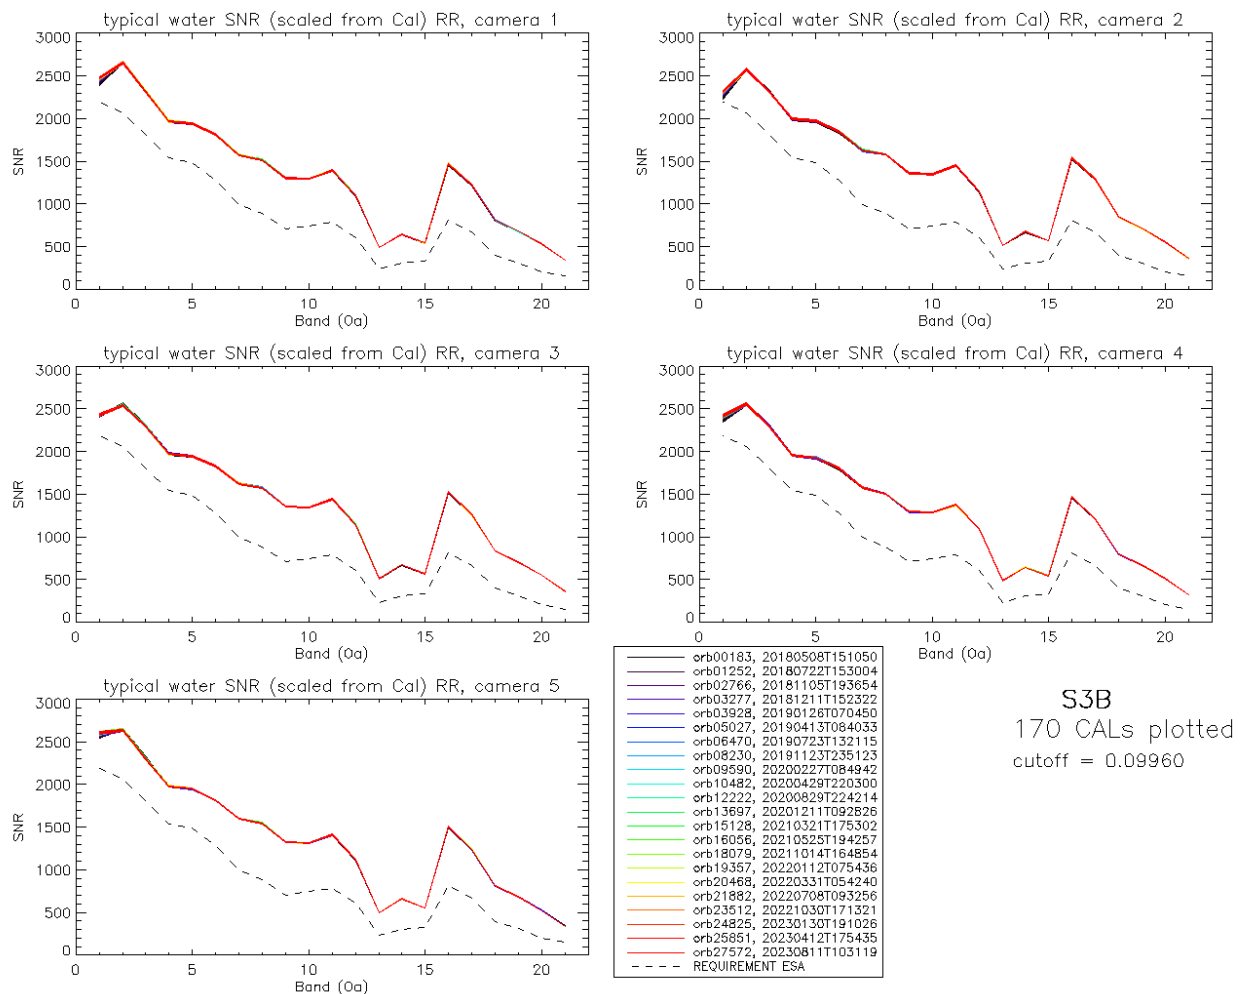 typical water SNR (scaled from Cal) RR, camera 1
3000
2500
2000
1500
1000
500
0
SNR
0 5 10 15 20
Band (Oa)
typical water SNR (scaled from Cal) RR, camera 2
3000
2500
2000
1500
1000
500
0
SNR
0 5 10 15 20
Band (Oa)
typical water SNR (scaled from Cal) RR, camera 3
3000
2500
2000
1500
1000
500
0
SNR
0 5 10 15 20
Band (Oa)
typical water SNR (scaled from Cal) RR, camera 4
3000
2500
2000
1500
1000
500
0
SNR
0 5 10 15 20
Band (Oa)
typical water SNR (scaled from Cal) RR, camera 5
3000
2500
2000
1500
1000
500
0
SNR
0 5 10 15 20
Band (Oa)
orb00183, 20180508T151050
orb01252, 20180722T153004
orb02766, 20181105T193654
orb03277, 20181211T152322
orb03928, 20190126T070450
orb05027, 20190413T084033
orb06470, 20190723T132115
orb08230, 20191123T235123
orb09590, 20200227T084942
orb10482, 20200429T220300
orb12222, 20200829T224214
orb13697, 20201211T092826
orb15128, 20210321T175302
orb16056, 20210525T194257
orb18079, 20211014T164854
orb19357, 20220112T075436
orb20468, 20220331T054240
orb21882, 20220708T093256
orb23512, 20221030T171321
orb24825, 20230130T191026
orb25851, 20230412T175435
orb27572, 20230811T103119
REQUIREMENT ESA
S3B
170 CALs plotted
cutoff = 0.09960